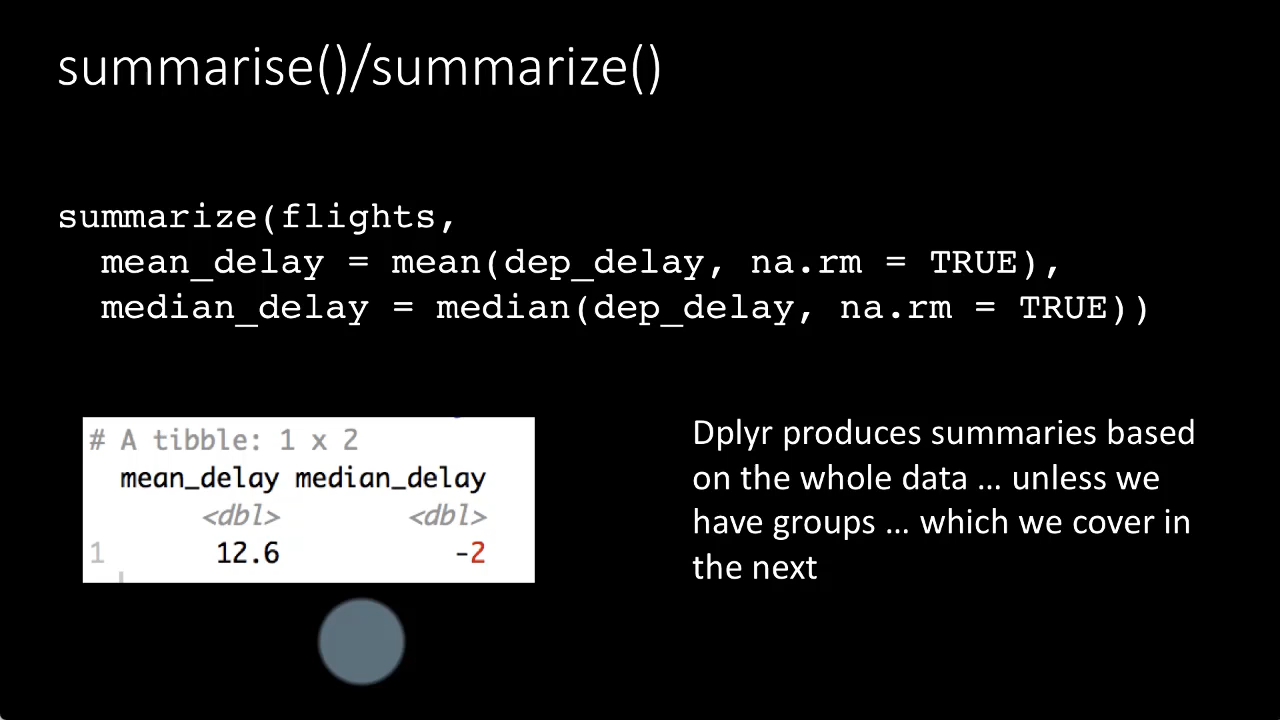 summarise()/summarize()
summarize(flights,
mean_delay = mean(dep_delay, na.rm = TRUE),
median_delay = median(dep_delay, na.rm = TRUE))
# A tibble: 1 x 2
mean_delay median_delay
<dbl> <dbl>
1 12.6 -2
Dplyr produces summaries based
on the whole data … unless we
have groups … which we cover in
the next